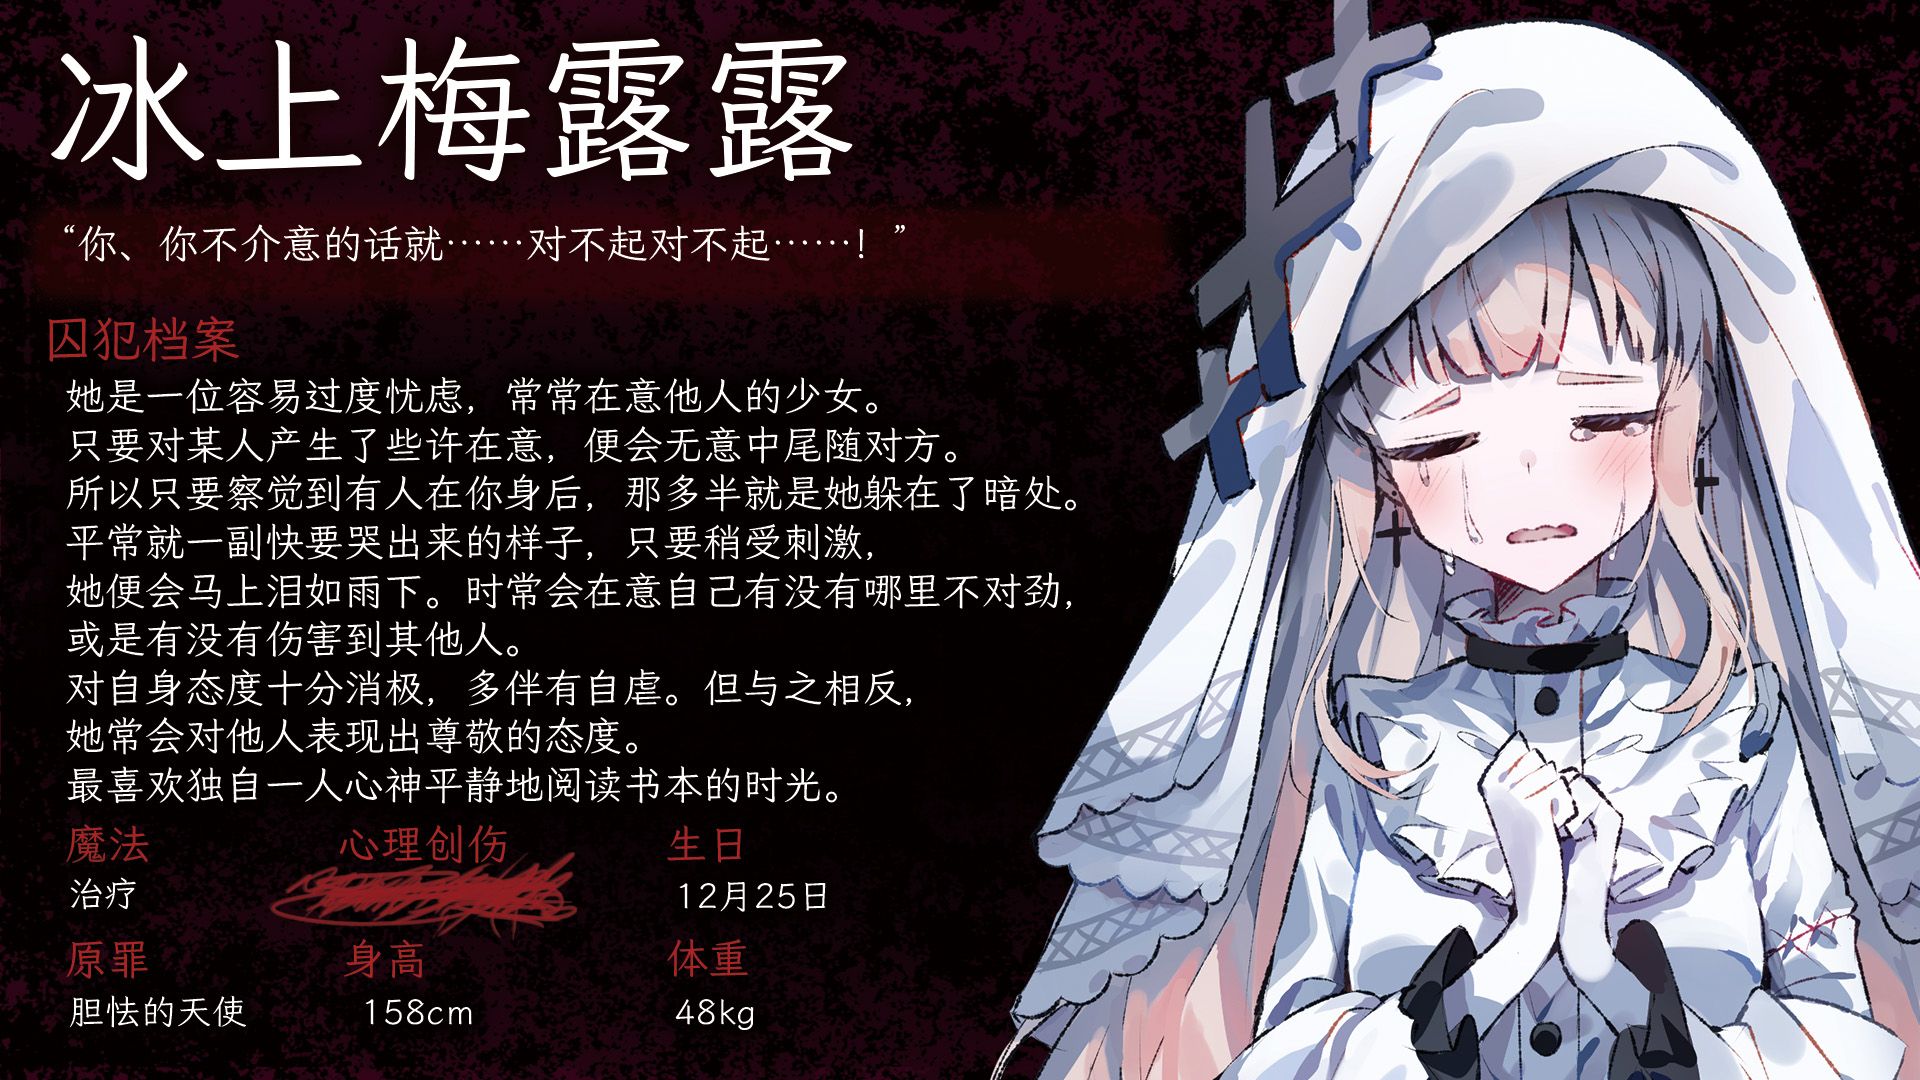 冰上梅露露
“你、你不介意的话就……对不起对不起……！”
囚犯档案
她是一位容易过度忧虑，常常在意他人的少女。
只要对某人产生了些许在意，便会无意中尾随对方。
所以只要察觉到有人在你身后，那多半就是她躲在了暗处。
平常就一副快要哭出来的样子，只要稍受刺激，
她便会马上泪如雨下。时常会在意自己有没有哪里不对劲，
或是有没有伤害到其他人。
对自身态度十分消极，多伴有自虐。但与之相反，
她常会对他人表现出尊敬的态度。
最喜欢独自一人心神平静地阅读书本的时光。
魔法 心理创伤 生日
治疗 12月25日
原罪 身高 体重
胆怯的天使 158cm 48kg